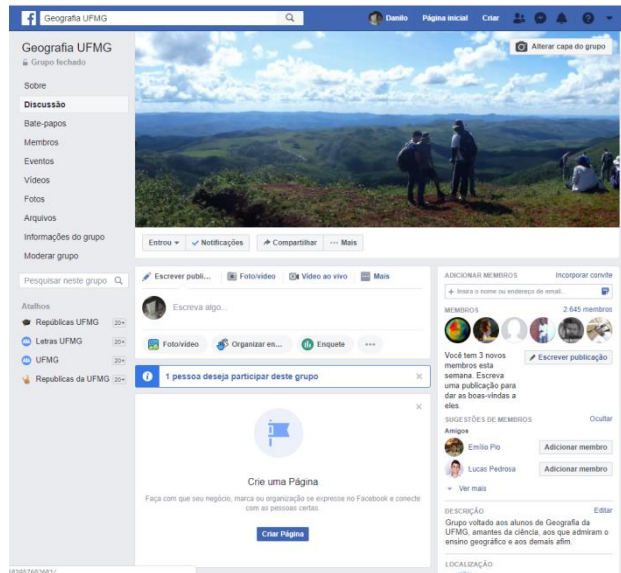 Geografia UFMG
Danilo
Página inicial
Criar
Geografia UFMG
Grupo fechado
Sobre
Discussão
Bate-papos
Membros
Eventos
Vídeos
Fotos
Arquivos
Informações do grupo
Moderar grupo
Pesquisar neste grupo
Atalhos
Repúblicas UFMG 20+
Letras UFMG 20+
UFMG 20+
Republicas da UFMG 20+
Alterar capa do grupo
Entrou
Notificações
Compartilhar
Mais
Escrever publi...
Foto/vídeo
Vídeo ao vivo
Mais
Escreva algo...
Foto/vídeo
Organizar en...
Enquete
1 pessoa deseja participar deste grupo
Crie uma Página
Faça com que seu negócio, marca ou organização se expresse no Facebook e conecte
com as pessoas certas.
Criar Página
ADICIONAR MEMBROS
Incorporar convite
+ Insira o nome ou endereço de email...
MEMBROS
2.645 membros
Você tem 3 novos
membros esta
semana. Escreva
uma publicação para
dar as boas-vindas a
eles.
Escrever publicação
SUGESTÕES DE MEMBROS
Ocultar
Amigos
Emílio Pio
Adicionar membro
Lucas Pedrosa
Adicionar membro
Ver mais
DESCRIÇÃO
Editar
Grupo voltado aos alunos de Geografia da
UFMG, amantes da ciência, aos que admiram o
ensino geográfico e aos demais afim.
LOCALIZAÇÃO